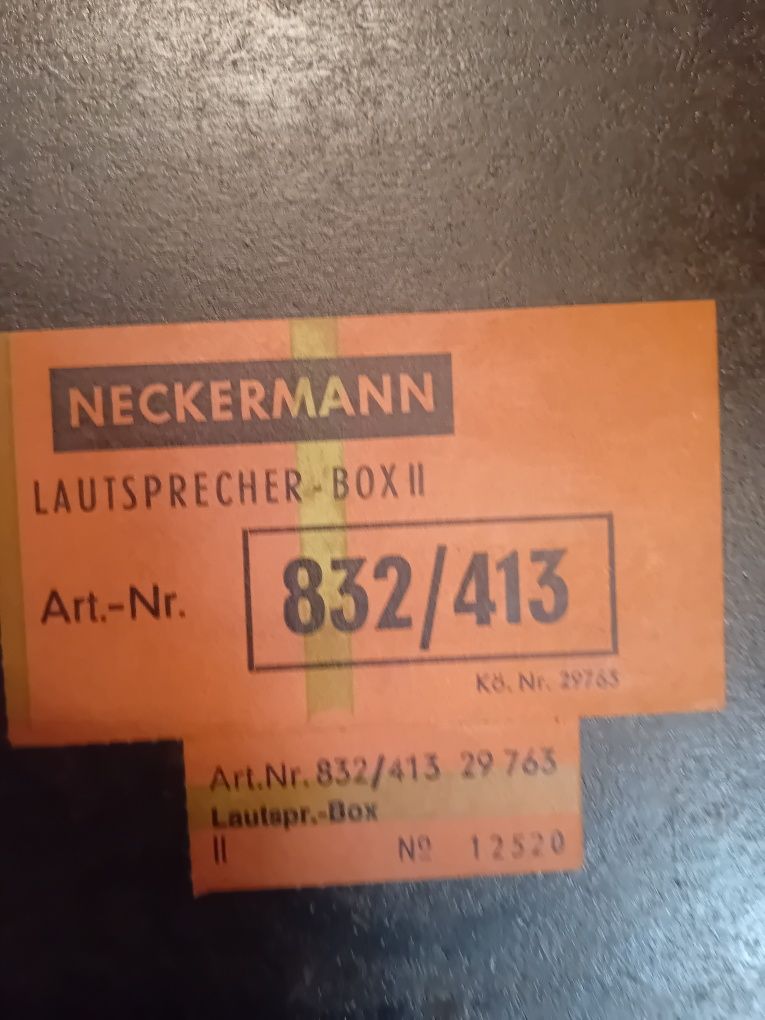 NECKERMANN
LAUTSPRECHER-BOX II
Art.-Nr. 832/413
Kö. Nr. 29763
Art.Nr. 832/413 29 763
Lautspr.-Box
II Nº 12520